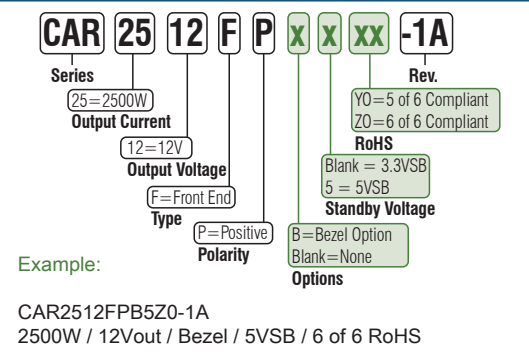 CAR 25 12 F P x x xx -1A
Series
Rev.
25=2500W
Output Current
YO=5 of 6 Compliant
ZO=6 of 6 Compliant
RoHS
12=12V
Output Voltage
Blank = 3.3VSB
5 = 5VSB
Standby Voltage
F=Front End
Type
P=Positive
Polarity
B=Bezel Option
Blank=None
Options
Example:
CAR2512FPB5Z0-1A
2500W / 12Vout / Bezel / 5VSB / 6 of 6 RoHS